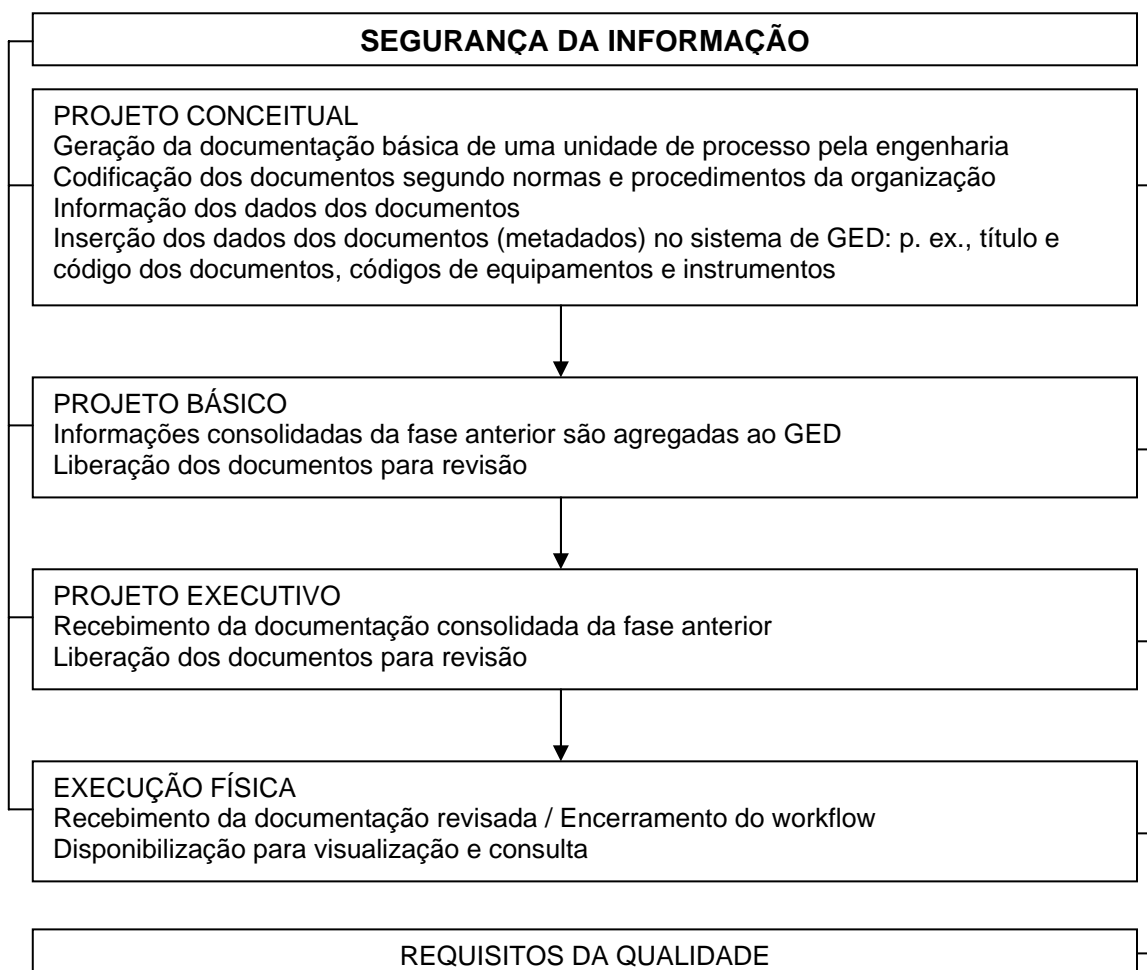 SEGURANÇA DA INFORMAÇÃO
PROJETO CONCEITUAL
Geração da documentação básica de uma unidade de processo pela engenharia
Codificação dos documentos segundo normas e procedimentos da organização
Informação dos dados dos documentos
Inserção dos dados dos documentos (metadados) no sistema de GED: p. ex., título e
código dos documentos, códigos de equipamentos e instrumentos
PROJETO BÁSICO
Informações consolidadas da fase anterior são agregadas ao GED
Liberação dos documentos para revisão
PROJETO EXECUTIVO
Recebimento da documentação consolidada da fase anterior
Liberação dos documentos para revisão
EXECUÇÃO FÍSICA
Recebimento da documentação revisada / Encerramento do workflow
Disponibilização para visualização e consulta
REQUISITOS DA QUALIDADE